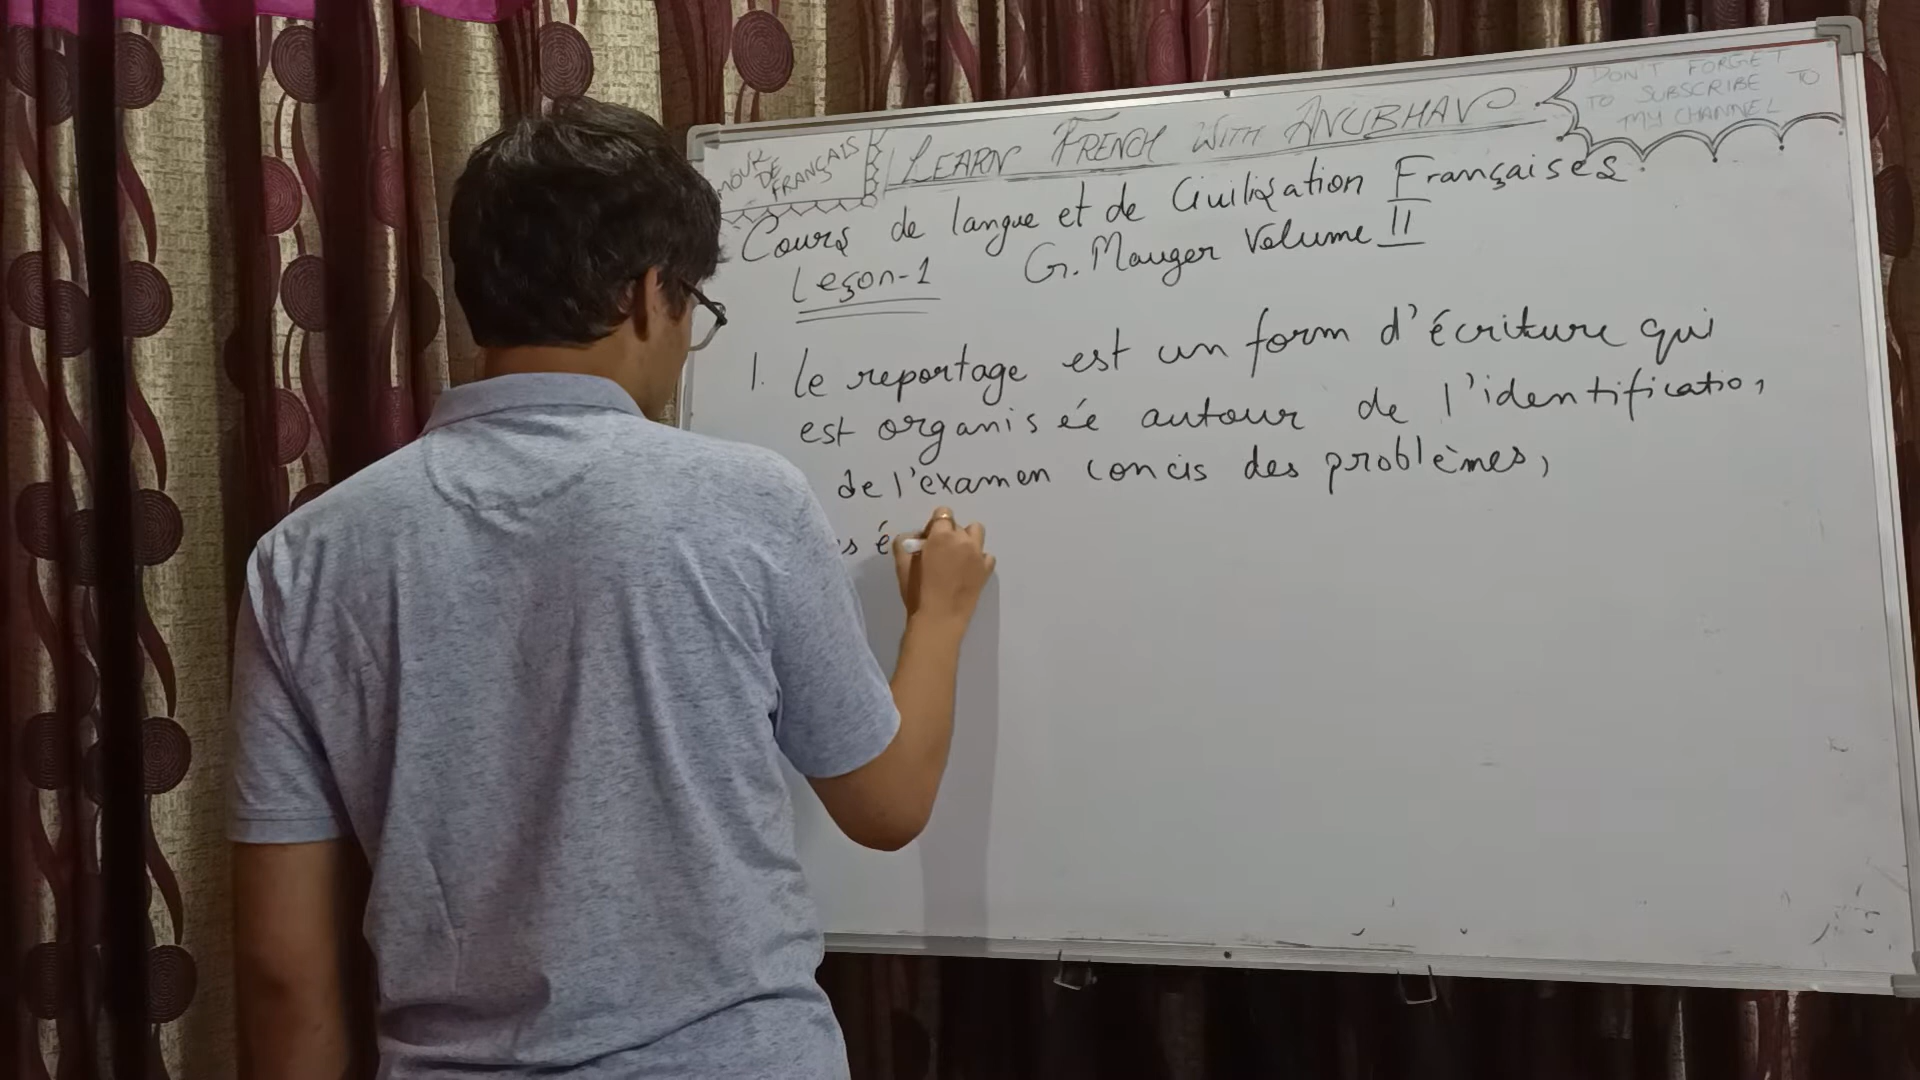 MOUR
DE
FRANÇAIS
LEARN FRENCH WITH ANUBHAV
DON'T FORGET
TO SUBSCRIBE TO
MY CHANNEL
Cours de langue et de Civilisation Françaises
G. Mauger Volume II
Leçon-1
1. Le reportage est un form d'écriture qui
est organisée autour de l'identificatio,
de l'examen concis des problèmes,
s é